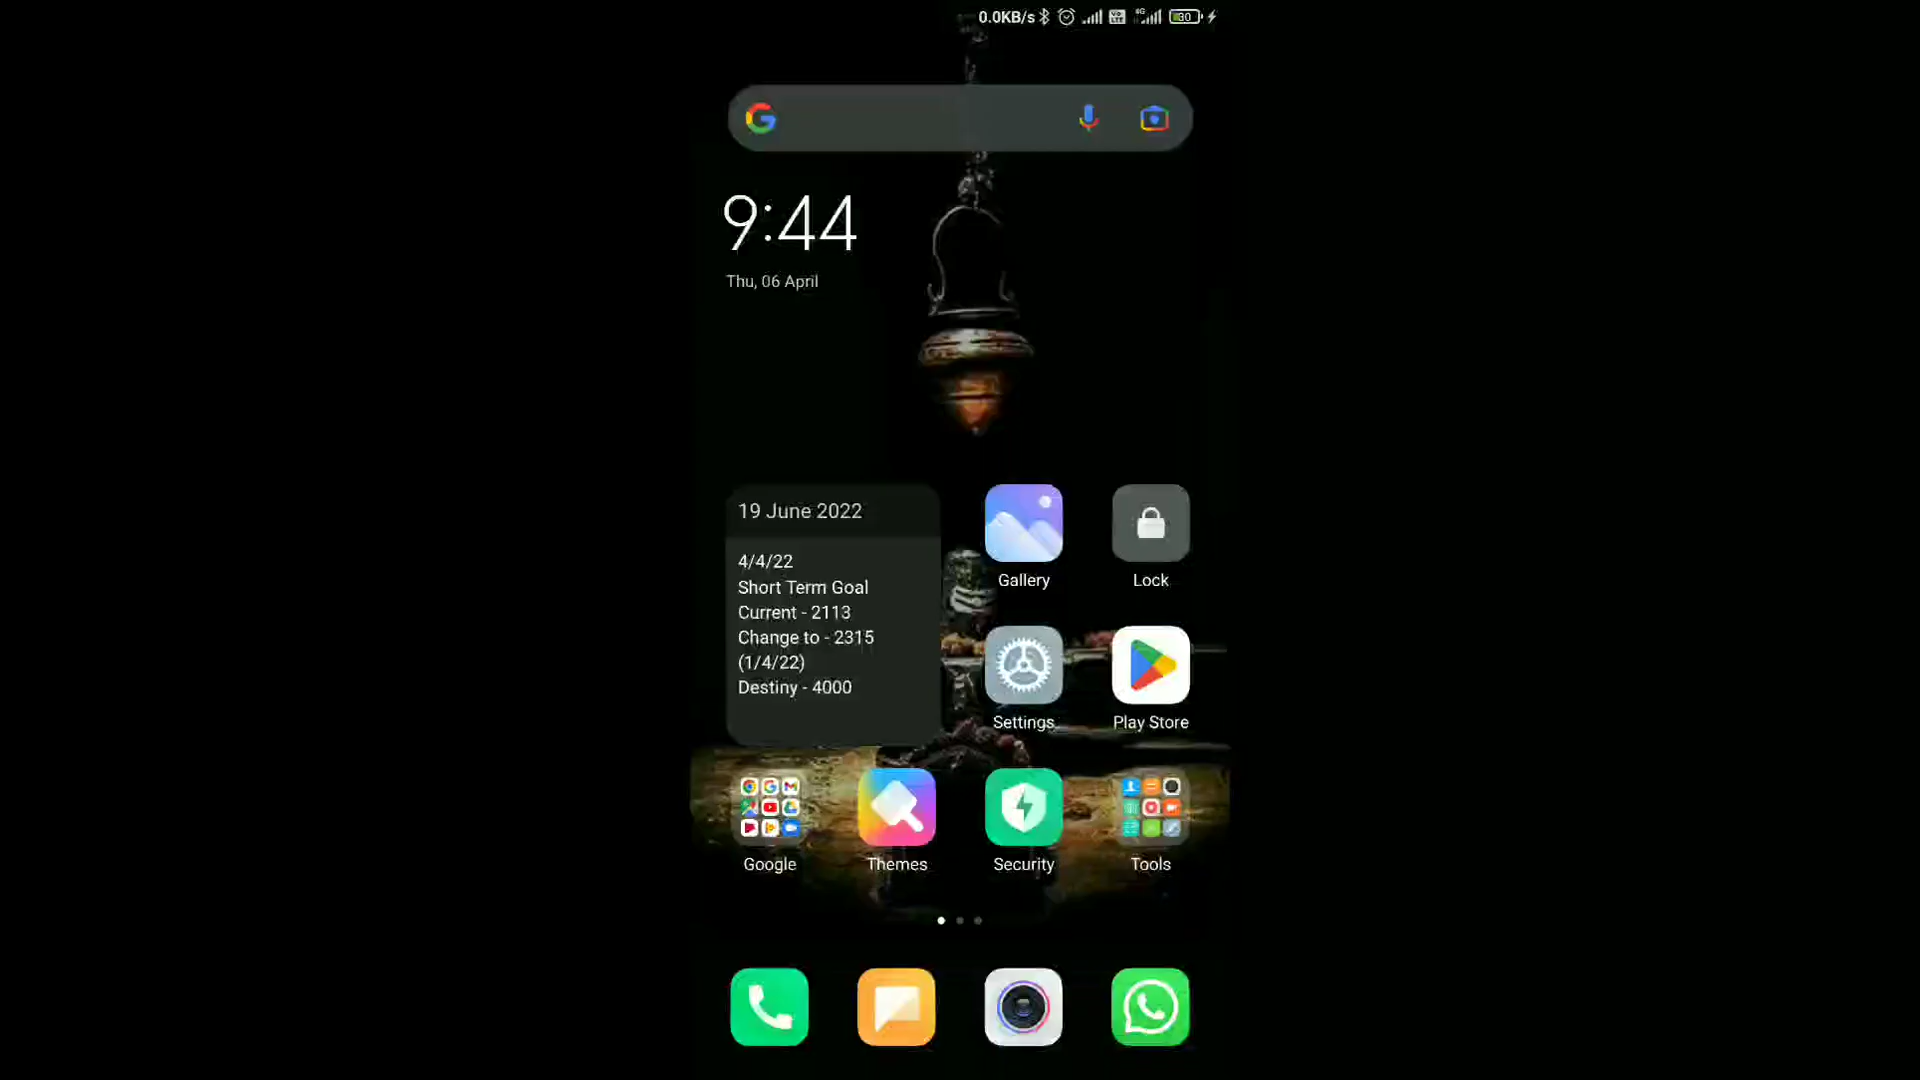 0.0KB/s 30
9:44
Thu, 06 April
19 June 2022
4/4/22
Short Term Goal
Current - 2113
Change to - 2315
(1/4/22)
Destiny - 4000
Gallery
Lock
Settings
Play Store
Google
Themes
Security
Tools